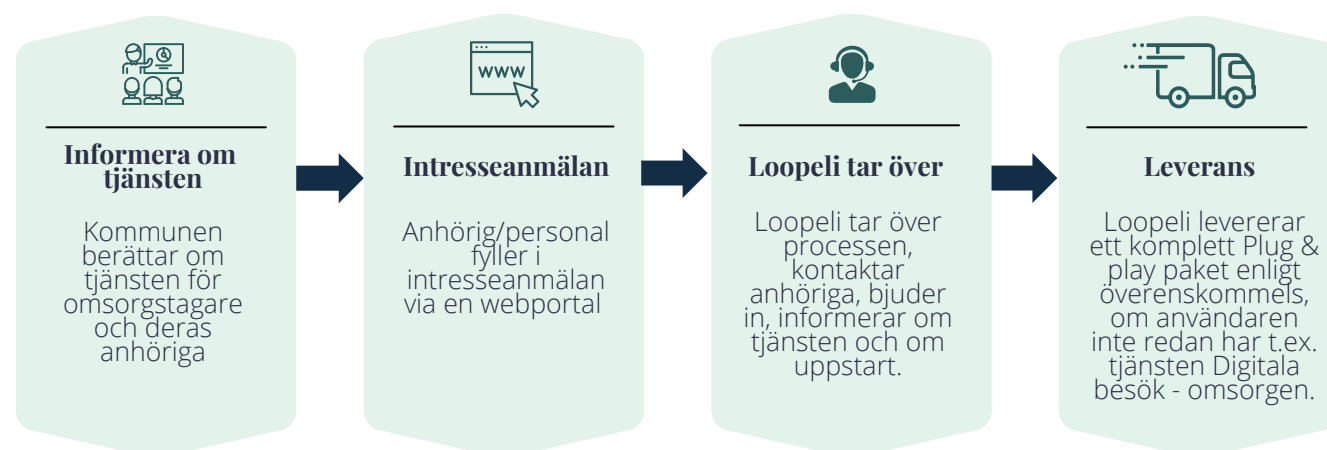 www
Informera om
tjänsten
Kommunen
berättar om
tjänsten för
omsorgstagare
och deras
anhöriga
Intresseanmälan
Anhörig/personal
fyller i
intresseanmälan
via en webportal
Loopeli tar över
Loopeli tar över
processen,
kontaktar
anhöriga, bjuder
in, informerar om
tjänsten och om
uppstart.
Leverans
Loopeli levererar
ett komplett Plug &
play paket enligt
överenskommels,
om användaren
inte redan har t.ex.
tjänsten Digitala
besök - omsorgen.